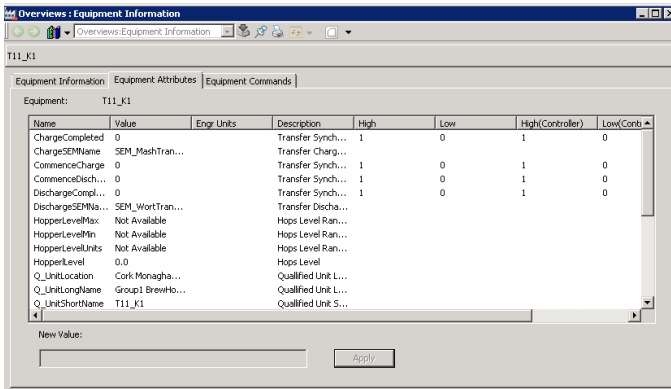 Overviews : Equipment Information
Overviews:Equipment Information
T11_K1
Equipment Information Equipment Attributes Equipment Commands
Equipment: T11_K1
Name Value Engr Units Description High Low High(Controller) Low(Contr
ChargeCompleted 0 Transfer Synch... 1 0 1 0
ChargeSEMName SEM_MashTran... Transfer Charg...
CommenceCharge 0 Transfer Synch... 1 0 1 0
CommenceDisch... 0 Transfer Synch... 1 0 1 0
DischargeCompl... 0 Transfer Synch... 1 0 1 0
DischargeSEMNa... SEM_WortTran... Transfer Discha...
HopperLevelMax Not Available Hops Level Ran...
HopperLevelMin Not Available Hops Level Ran...
HopperLevelUnits Not Available Hops Level Ran...
HopperlLevel 0.0 Hops Level
Q_UnitLocation Cork Monagha... Quallified Unit L...
Q_UnitLongName Group1 BrewHo... Quallified Unit L...
Q_UnitShortName T11_K1 Quallified Unit S...
New Value:
Apply